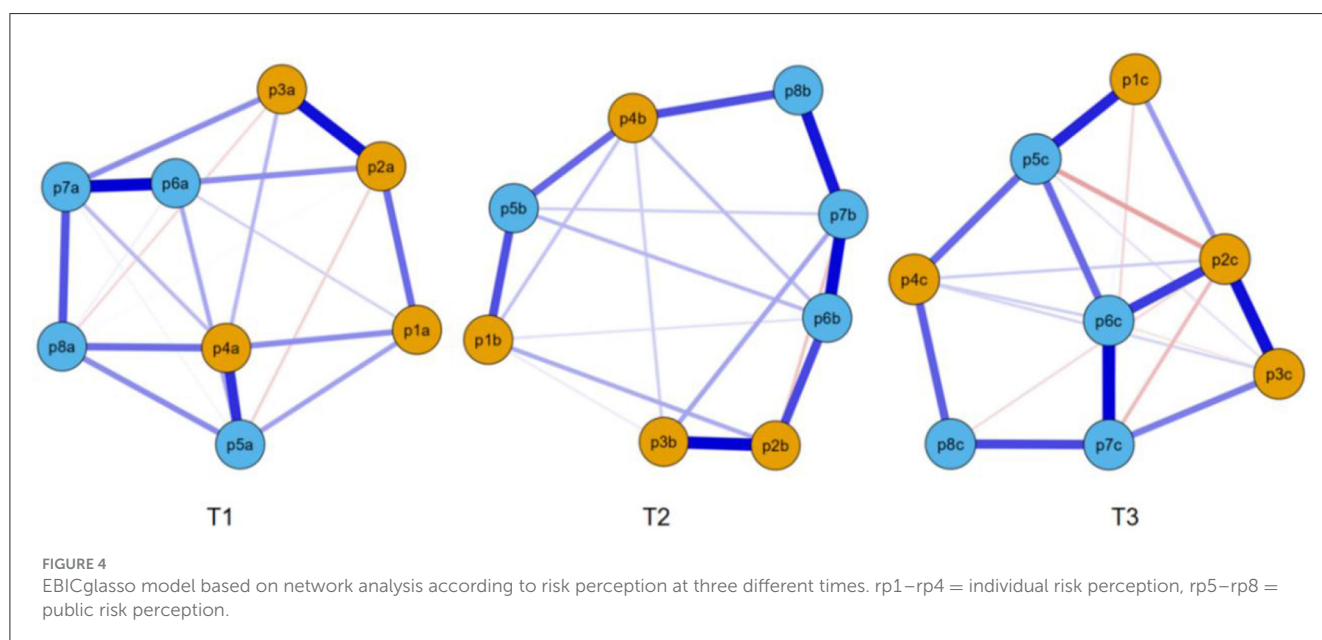 p3a
p2a
p7a
p6a
p1a
p8a
p4a
p5a
T1
p8b
p4b
p5b
p7b
p6b
p1b
p3b
p2b
T2
p1c
p5c
p2c
p4c
p6c
p3c
p8c
p7c
T3
FIGURE 4
EBICglasso model based on network analysis according to risk perception at three different times. rp1–rp4 = individual risk perception, rp5–rp8 =
public risk perception.